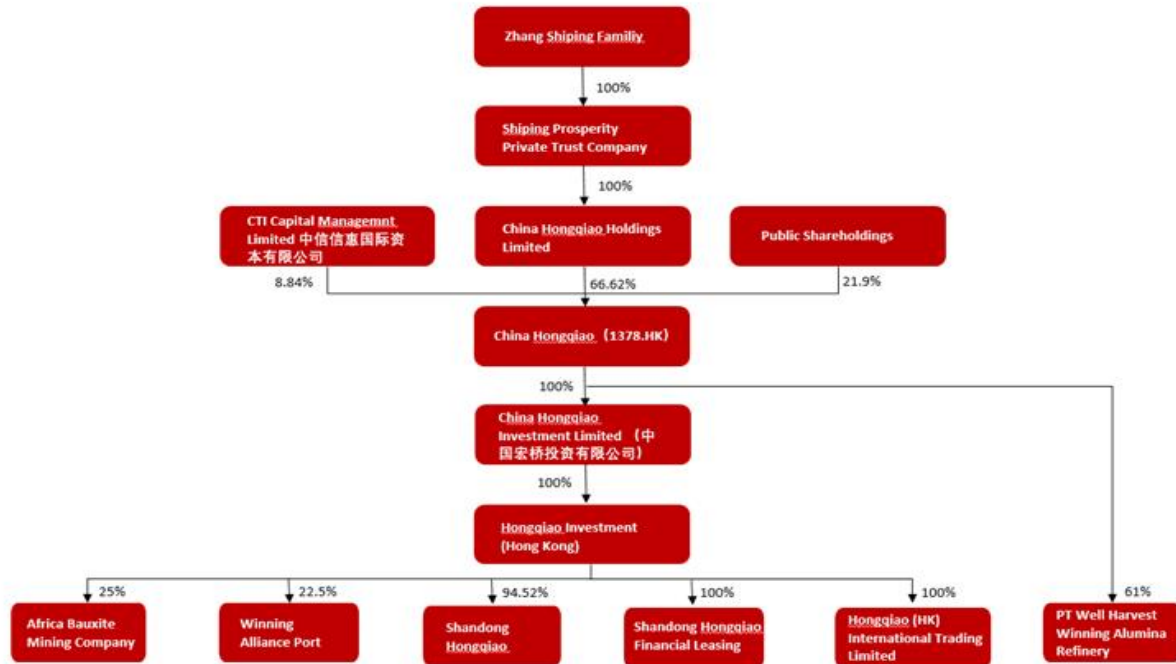 Zhang Shiping Familiy
100%
Shiping Prosperity
Private Trust Company
100%
CTI Capital Managemnt
Limited 中信信惠国际资
本有限公司
China Hongqiao Holdings
Limited
Public Shareholdings
8.84%
66.62%
21.9%
China Hongqiao（1378.HK）
100%
China Hongqiao
Investment Limited （中
国宏桥投资有限公司）
100%
Hongqiao Investment
(Hong Kong)
25%
22.5%
94.52%
100%
100%
61%
Africa Bauxite
Mining Company
Winning
Alliance Port
Shandong
Hongqiao
Shandong Hongqiao
Financial Leasing
Hongqiao (HK)
International Trading
Limited
PT Well Harvest
Winning Alumina
Refinery